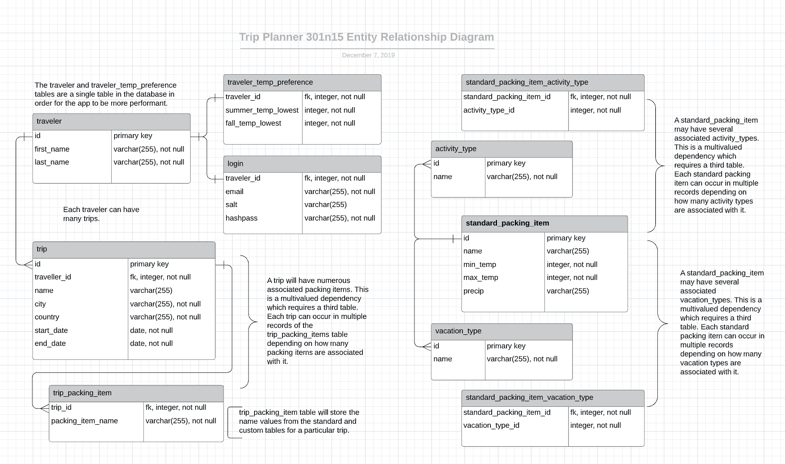 Trip Planner 301n15 Entity Relationship Diagram
December 7, 2019
The traveler and traveler_temp_preference
tables are a single table in the database in
order for the app to be more performant.
traveler
id primary key
first_name varchar(255), not null
last_name varchar(255), not null
Each traveler can have
many trips.
traveler_temp_preference
traveler_id fk, integer, not null
summer_temp_lowest integer, not null
fall_temp_lowest integer, not null
login
traveler_id fk, integer, not null
email varchar(255), not null
salt varchar(255)
hashpass varchar(255), not null
trip
id primary key
traveller_id fk, integer, not null
name varchar(255)
city varchar(255)
country varchar(255)
start_date date, not null
end_date date, not null
A trip will have numerous
associated packing items. This
is a multivalued dependency
which requires a third table.
Each trip can occur in multiple
records of the
trip_packing_items table
depending on how many
packing items are associated
with it.
trip_packing_item
trip_id fk, integer, not null
packing_item_name varchar(255), not null
trip_packing_item table will store the
name values from the standard and
custom tables for a particular trip.
standard_packing_item_activity_type
standard_packing_item_id fk, integer, not null
activity_type_id integer, not null
activity_type
id primary key
name varchar(255), not null
standard_packing_item
id primary key
name varchar(255)
min_temp integer, not null
max_temp integer, not null
precip varchar(255)
vacation_type
id primary key
name varchar(255), not null
standard_packing_item_vacation_type
standard_packing_item_id fk, integer, not null
vacation_type_id integer, not null
A standard_packing_item
may have several
associated activity_types.
This is a multivalued
dependency which
requires a third table.
Each standard packing
item can occur in multiple
records depending on
how many activity types
are associated with it.
A standard_packing_item
may have several
associated
vacation_types. This is a
multivalued dependency
which requires a third
table. Each standard
packing item can occur in
multiple records
depending on how many
vacation types are
associated with it.